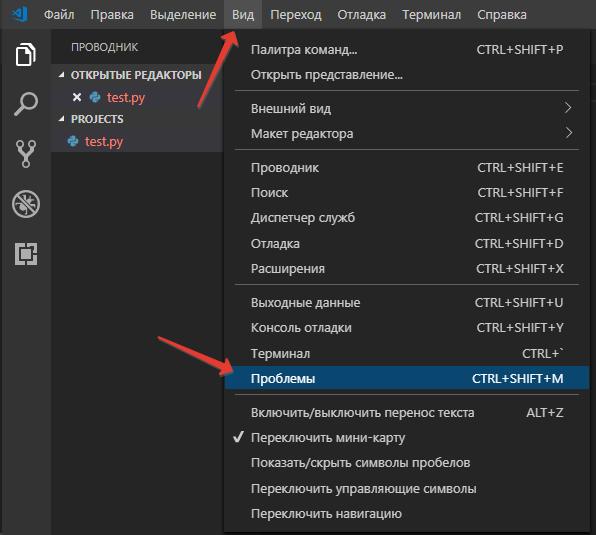 Файл Правка Выделение Вид Переход Отладка Терминал Справка
ПРОВОДНИК
ОТКРЫТЫЕ РЕДАКТОРЫ
test.py
PROJECTS
test.py
Палитра команд... CTRL+SHIFT+P
Открыть представление...
Внешний вид
Макет редактора
Проводник CTRL+SHIFT+E
Поиск CTRL+SHIFT+F
Диспетчер служб CTRL+SHIFT+G
Отладка CTRL+SHIFT+D
Расширения CTRL+SHIFT+X
Выходные данные CTRL+SHIFT+U
Консоль отладки CTRL+SHIFT+Y
Терминал CTRL+`
Проблемы CTRL+SHIFT+M
Включить/выключить перенос текста ALT+Z
Переключить мини-карту
Показать/скрыть символы пробелов
Переключить управляющие символы
Переключить навигацию